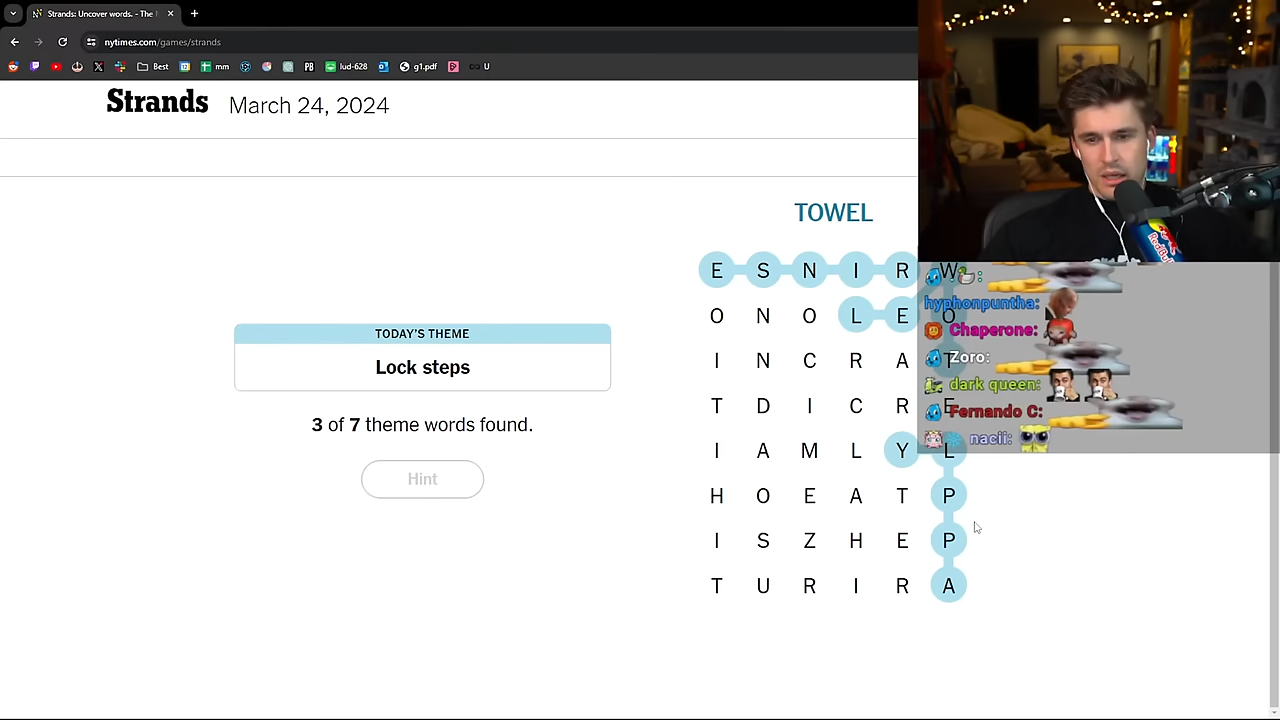 Strands: Uncover words. - The
nytimes.com/games/strands
Best
mm
lud-628
g1.pdf
U
Strands March 24, 2024
TOWEL
E S N I R W
O N O L E O
I N C R A T
T D I C R E
I A M L Y L
H O E A T P
I S Z H E P
T U R I R A
TODAY'S THEME
Lock steps
3 of 7 theme words found.
Hint
hyphonpuntha:
Chaperone:
Zoro:
dark queen:
Fernando C:
nacii:
RedBull